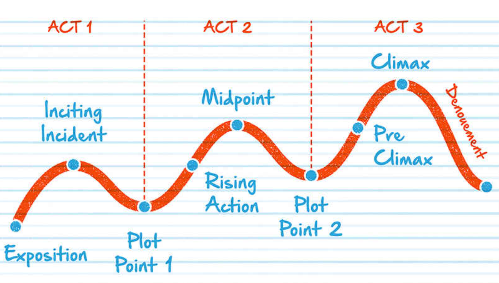 ACT 1
ACT 2
ACT 3
Climax
Denouement
Midpoint
Inciting
Incident
Pre
Climax
Rising
Action
Plot
Point 2
Plot
Point 1
Exposition